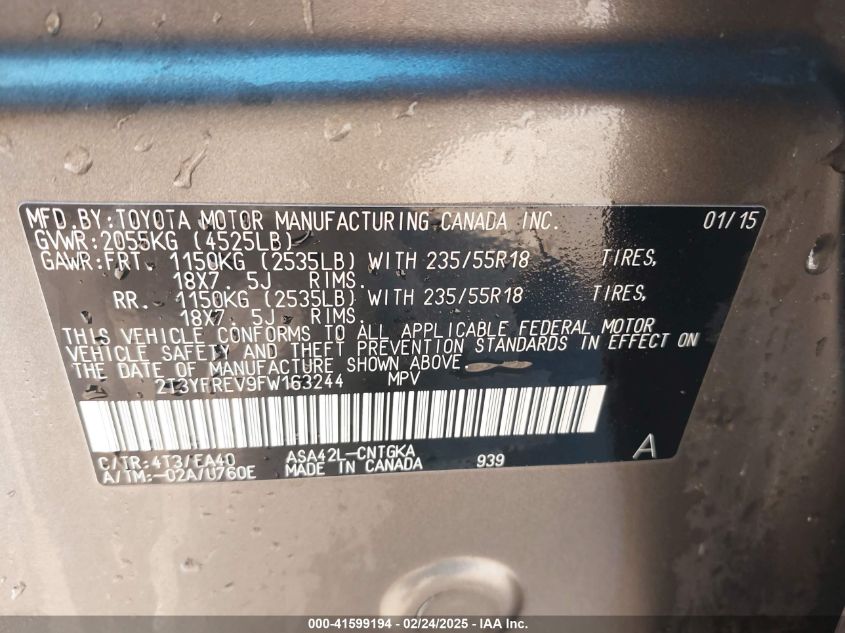 MFD.BY:TOYOTA MOTOR MANUFACTURING CANADA INC. 01/15
GVWR:2055KG (4525LB)
GAWR:FRT. 1150KG (2535LB) WITH 235/55R18 TIRES,
18X7.5J RIMS.
RR. 1150KG (2535LB) WITH 235/55R18 TIRES,
18X7.5J RIMS.
THIS VEHICLE CONFORMS TO ALL APPLICABLE FEDERAL MOTOR
VEHICLE SAFETY AND THEFT PREVENTION STANDARDS IN EFFECT ON
THE DATE OF MANUFACTURE SHOWN ABOVE.
2T3YFREV9FW163244 MPV
C/TR:4T3/EA40 ASA42L-CNTGKA A
A/TM:-02A/U760E MADE IN CANADA 939
000-41599194 - 02/24/2025 - IAA Inc.